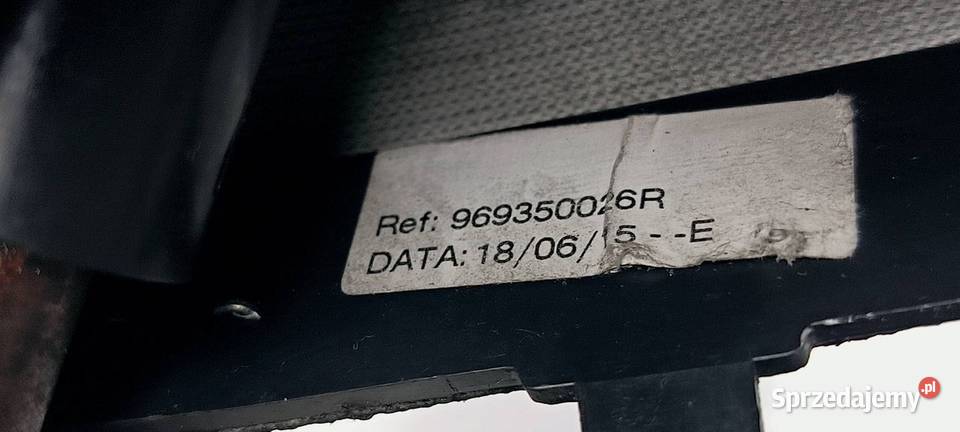 Ref: 969350026R
DATA: 18/06/15 - -E
Sprzedajemy.pl